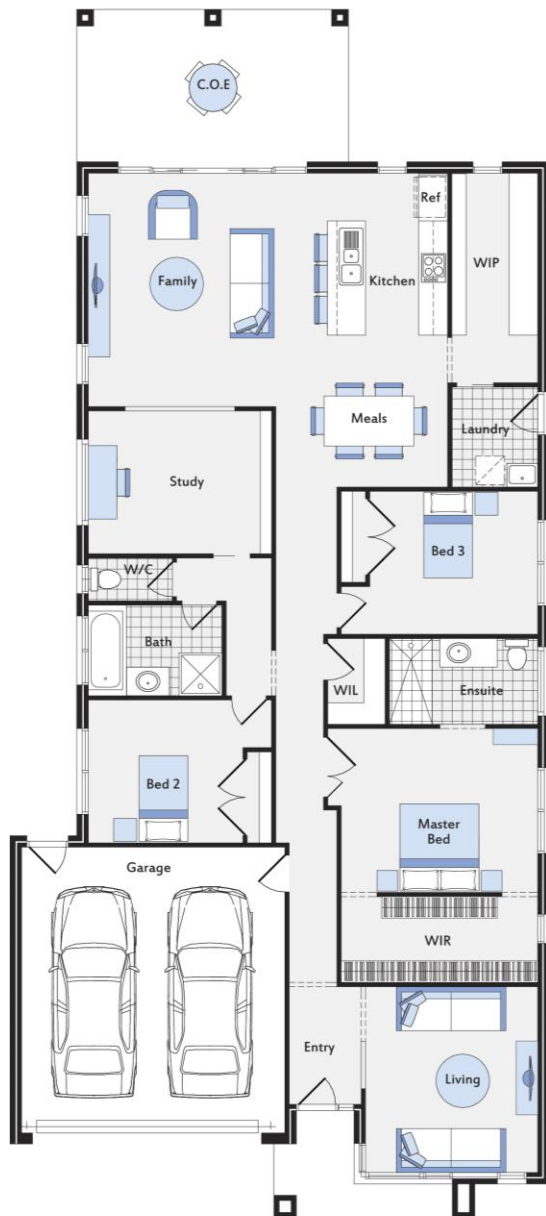 C.O.E
Ref
WIP
Family
Kitchen
Meals
Laundry
Study
Bed 3
W/C
Bath
WIL
Ensuite
Bed 2
Master
Bed
Garage
WIR
Entry
Living